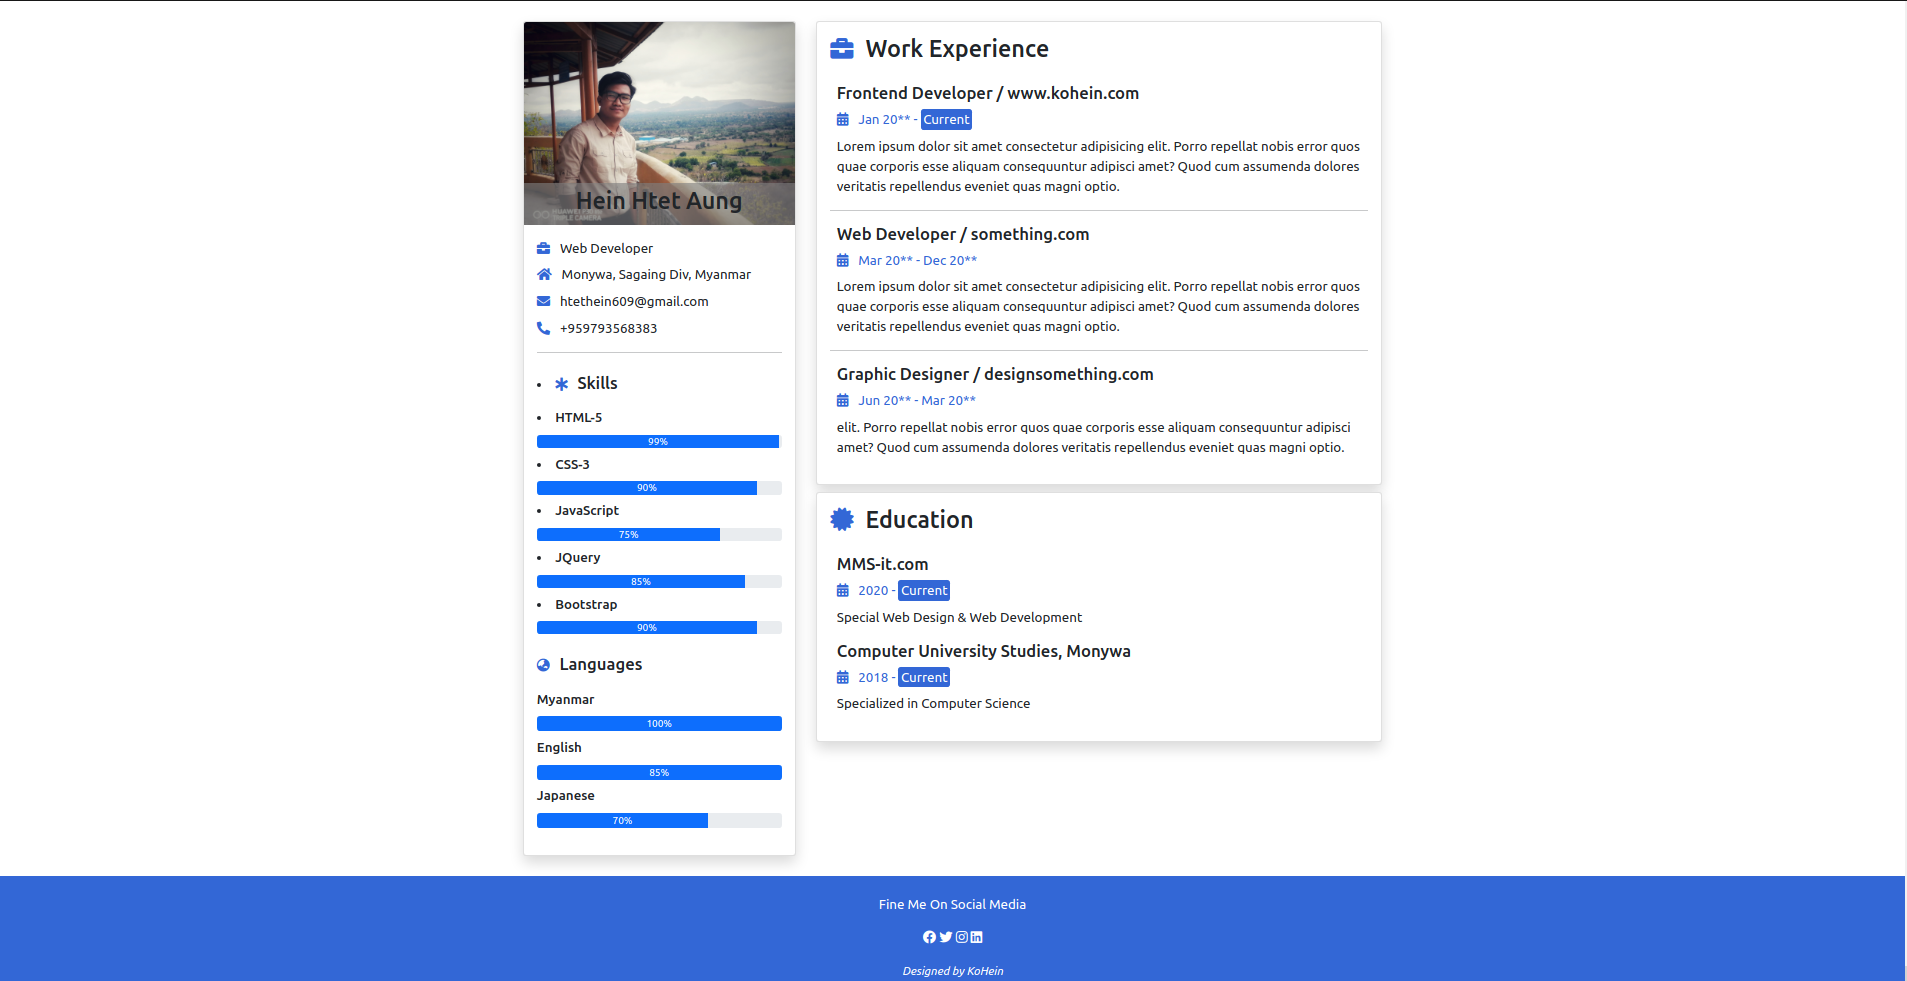 Hein Htet Aung
Web Developer
Monywa, Sagaing Div, Myanmar
htethein609@gmail.com
+959793568383
Skills
HTML-5
99%
CSS-3
90%
JavaScript
75%
JQuery
85%
Bootstrap
90%
Languages
Myanmar
100%
English
85%
Japanese
70%
Work Experience
Frontend Developer / www.kohein.com
Jan 20** - Current
Lorem ipsum dolor sit amet consectetur adipisicing elit. Porro repellat nobis error quos
quae corporis esse aliquam consequuntur adipisci amet? Quod cum assumenda dolores
veritatis repellendus eveniet quas magni optio.
Web Developer / something.com
Mar 20** - Dec 20**
Lorem ipsum dolor sit amet consectetur adipisicing elit. Porro repellat nobis error quos
quae corporis esse aliquam consequuntur adipisci amet? Quod cum assumenda dolores
veritatis repellendus eveniet quas magni optio.
Graphic Designer / designsomething.com
Jun 20** - Mar 20**
elit. Porro repellat nobis error quos quae corporis esse aliquam consequuntur adipisci
amet? Quod cum assumenda dolores veritatis repellendus eveniet quas magni optio.
Education
MMS-it.com
2020 - Current
Special Web Design & Web Development
Computer University Studies, Monywa
2018 - Current
Specialized in Computer Science
Fine Me On Social Media
Designed by KoHein